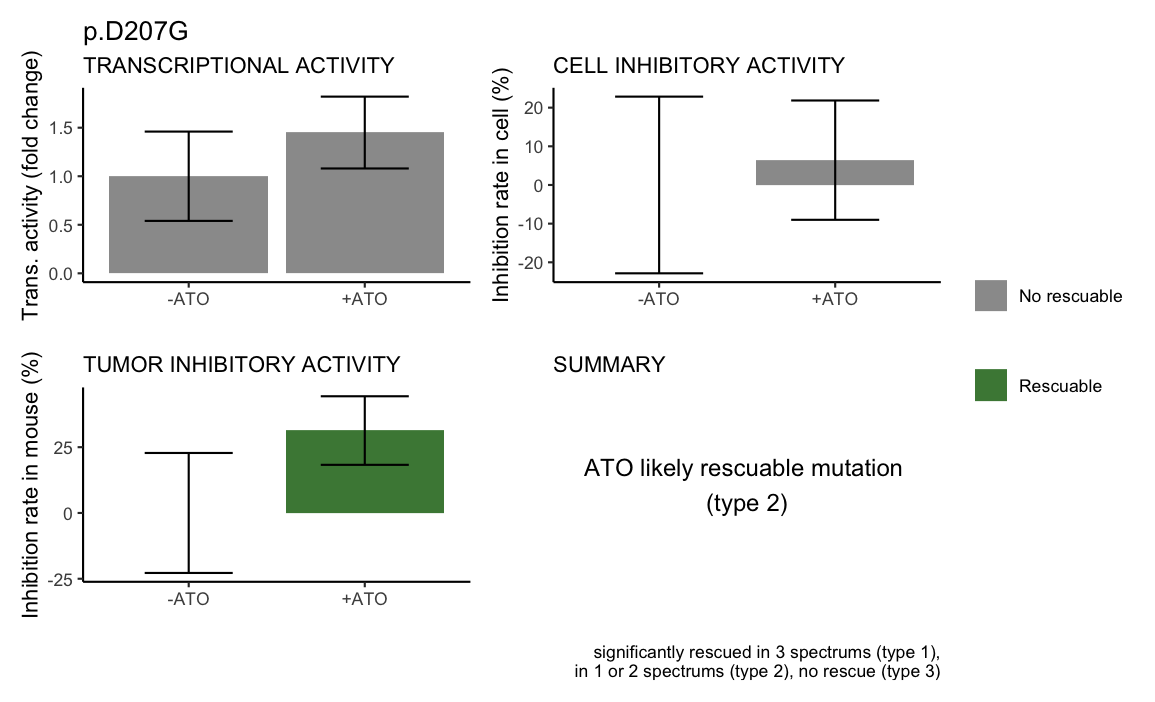 p.D207G
TRANSCRIPTIONAL ACTIVITY
Trans. activity (fold change)
1.5
1.0
0.5
0.0
-ATO
+ATO
CELL INHIBITORY ACTIVITY
Inhibition rate in cell (%)
20
10
0
-10
-20
-ATO
+ATO
No rescuable
Rescuable
TUMOR INHIBITORY ACTIVITY
Inhibition rate in mouse (%)
25
0
-25
-ATO
+ATO
SUMMARY
ATO likely rescuable mutation
(type 2)
significantly rescued in 3 spectrums (type 1),
in 1 or 2 spectrums (type 2), no rescue (type 3)